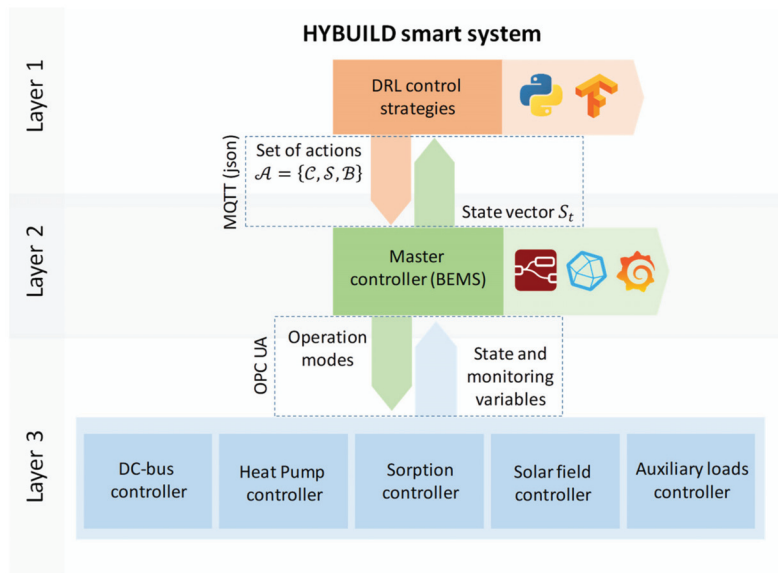 HYBUILD smart system
Layer 1
DRL control
strategies
MQTT (json)
Set of actions
𝒜 = {𝒞, 𝒮, ℬ}
State vector Sₜ
Layer 2
Master
controller (BEMS)
OPC UA
Operation
modes
State and
monitoring
variables
Layer 3
DC-bus
controller
Heat Pump
controller
Sorption
controller
Solar field
controller
Auxiliary loads
controller